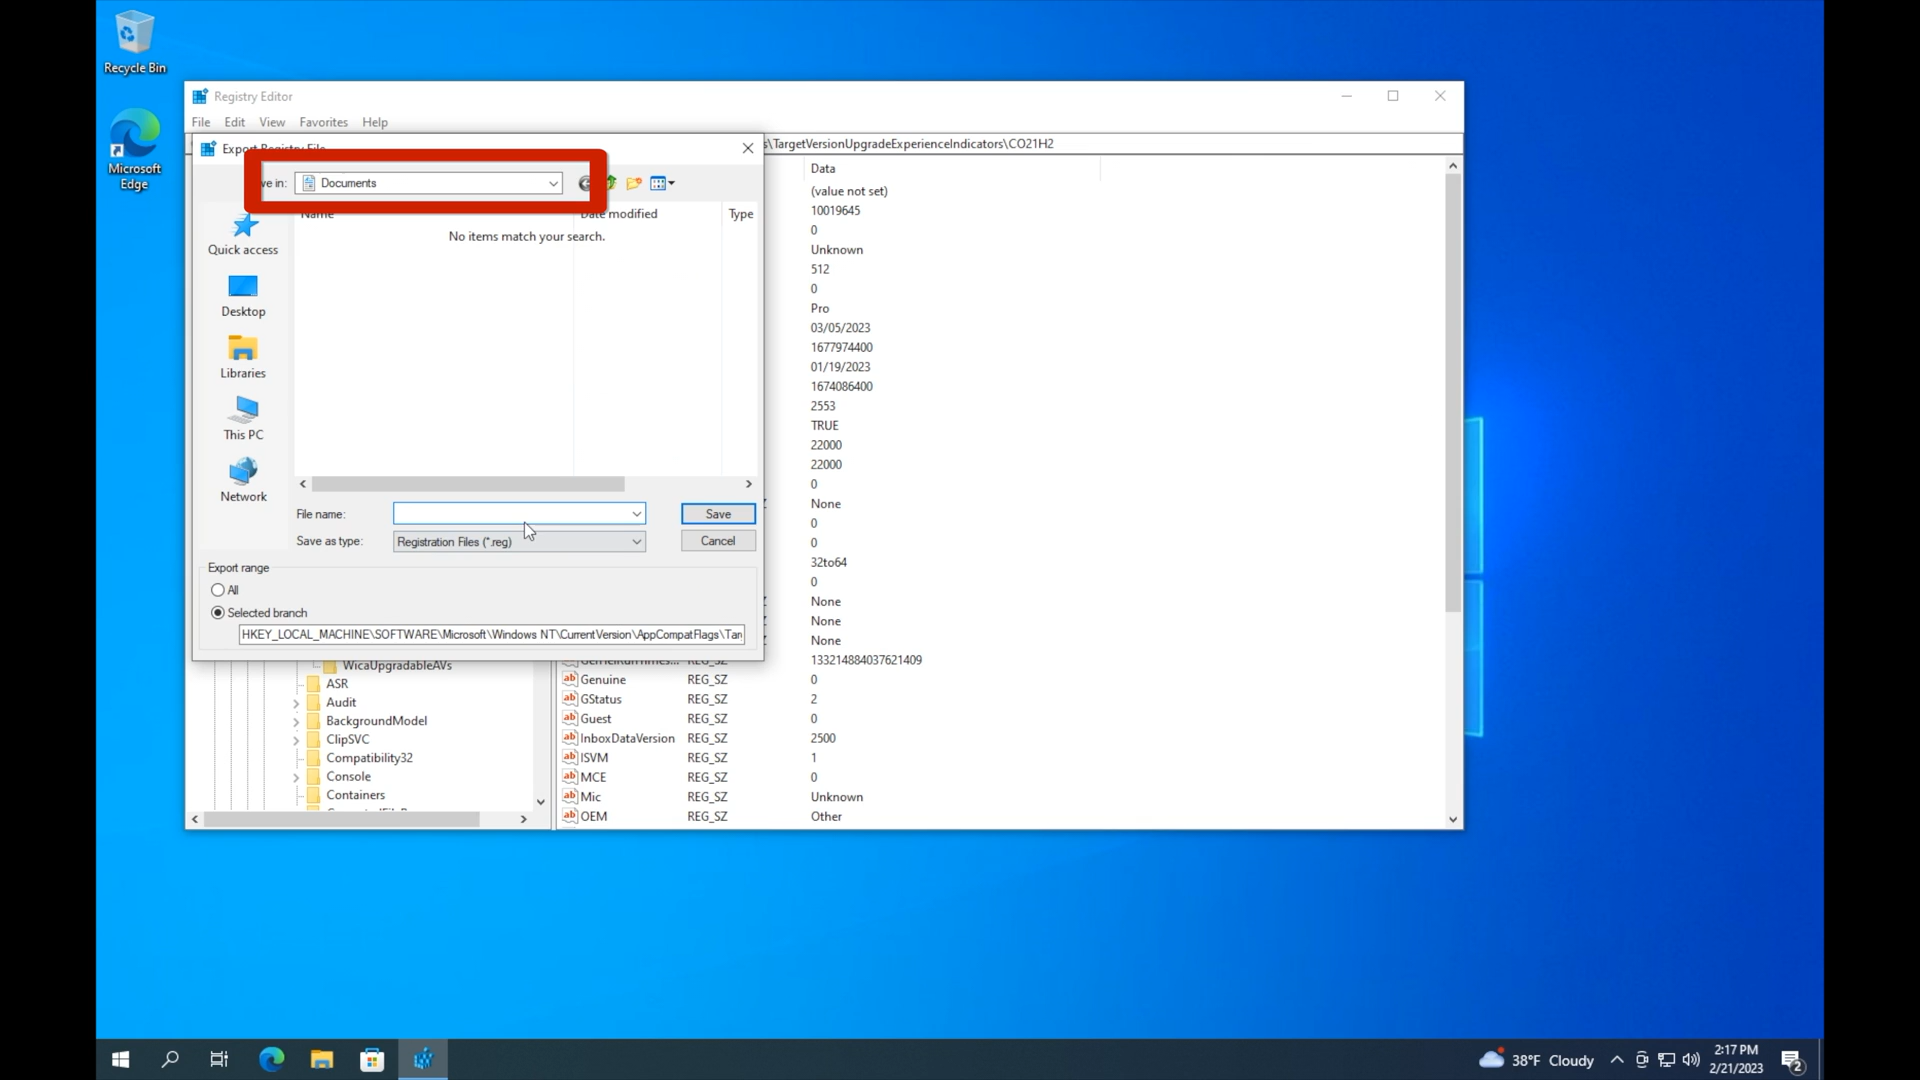 Recycle Bin
Microsoft
Edge
Registry Editor
File Edit View Favorites Help
s\TargetVersionUpgradeExperienceIndicators\CO21H2
Export Registry File
in: Documents
Name Date modified Type
No items match your search.
Quick access
Desktop
Libraries
This PC
Network
File name: Save
Save as type: Registration Files (*.reg) Cancel
Export range
All
Selected branch
HKEY_LOCAL_MACHINE\SOFTWARE\Microsoft\Windows NT\CurrentVersion\AppCompatFlags\Tar
Data
(value not set)
10019645
0
Unknown
512
0
Pro
03/05/2023
1677974400
01/19/2023
1674086400
2553
TRUE
22000
22000
0
None
0
0
32to64
0
None
None
None
133214884037621409
WicaUpgradableAVs
ASR
Audit
BackgroundModel
ClipSVC
Compatibility32
Console
Containers
Genuine REG_SZ 0
GStatus REG_SZ 2
Guest REG_SZ 0
InboxDataVersion REG_SZ 2500
ISVM REG_SZ 1
MCE REG_SZ 0
Mic REG_SZ Unknown
OEM REG_SZ Other
38°F Cloudy
2:17 PM
2/21/2023
2